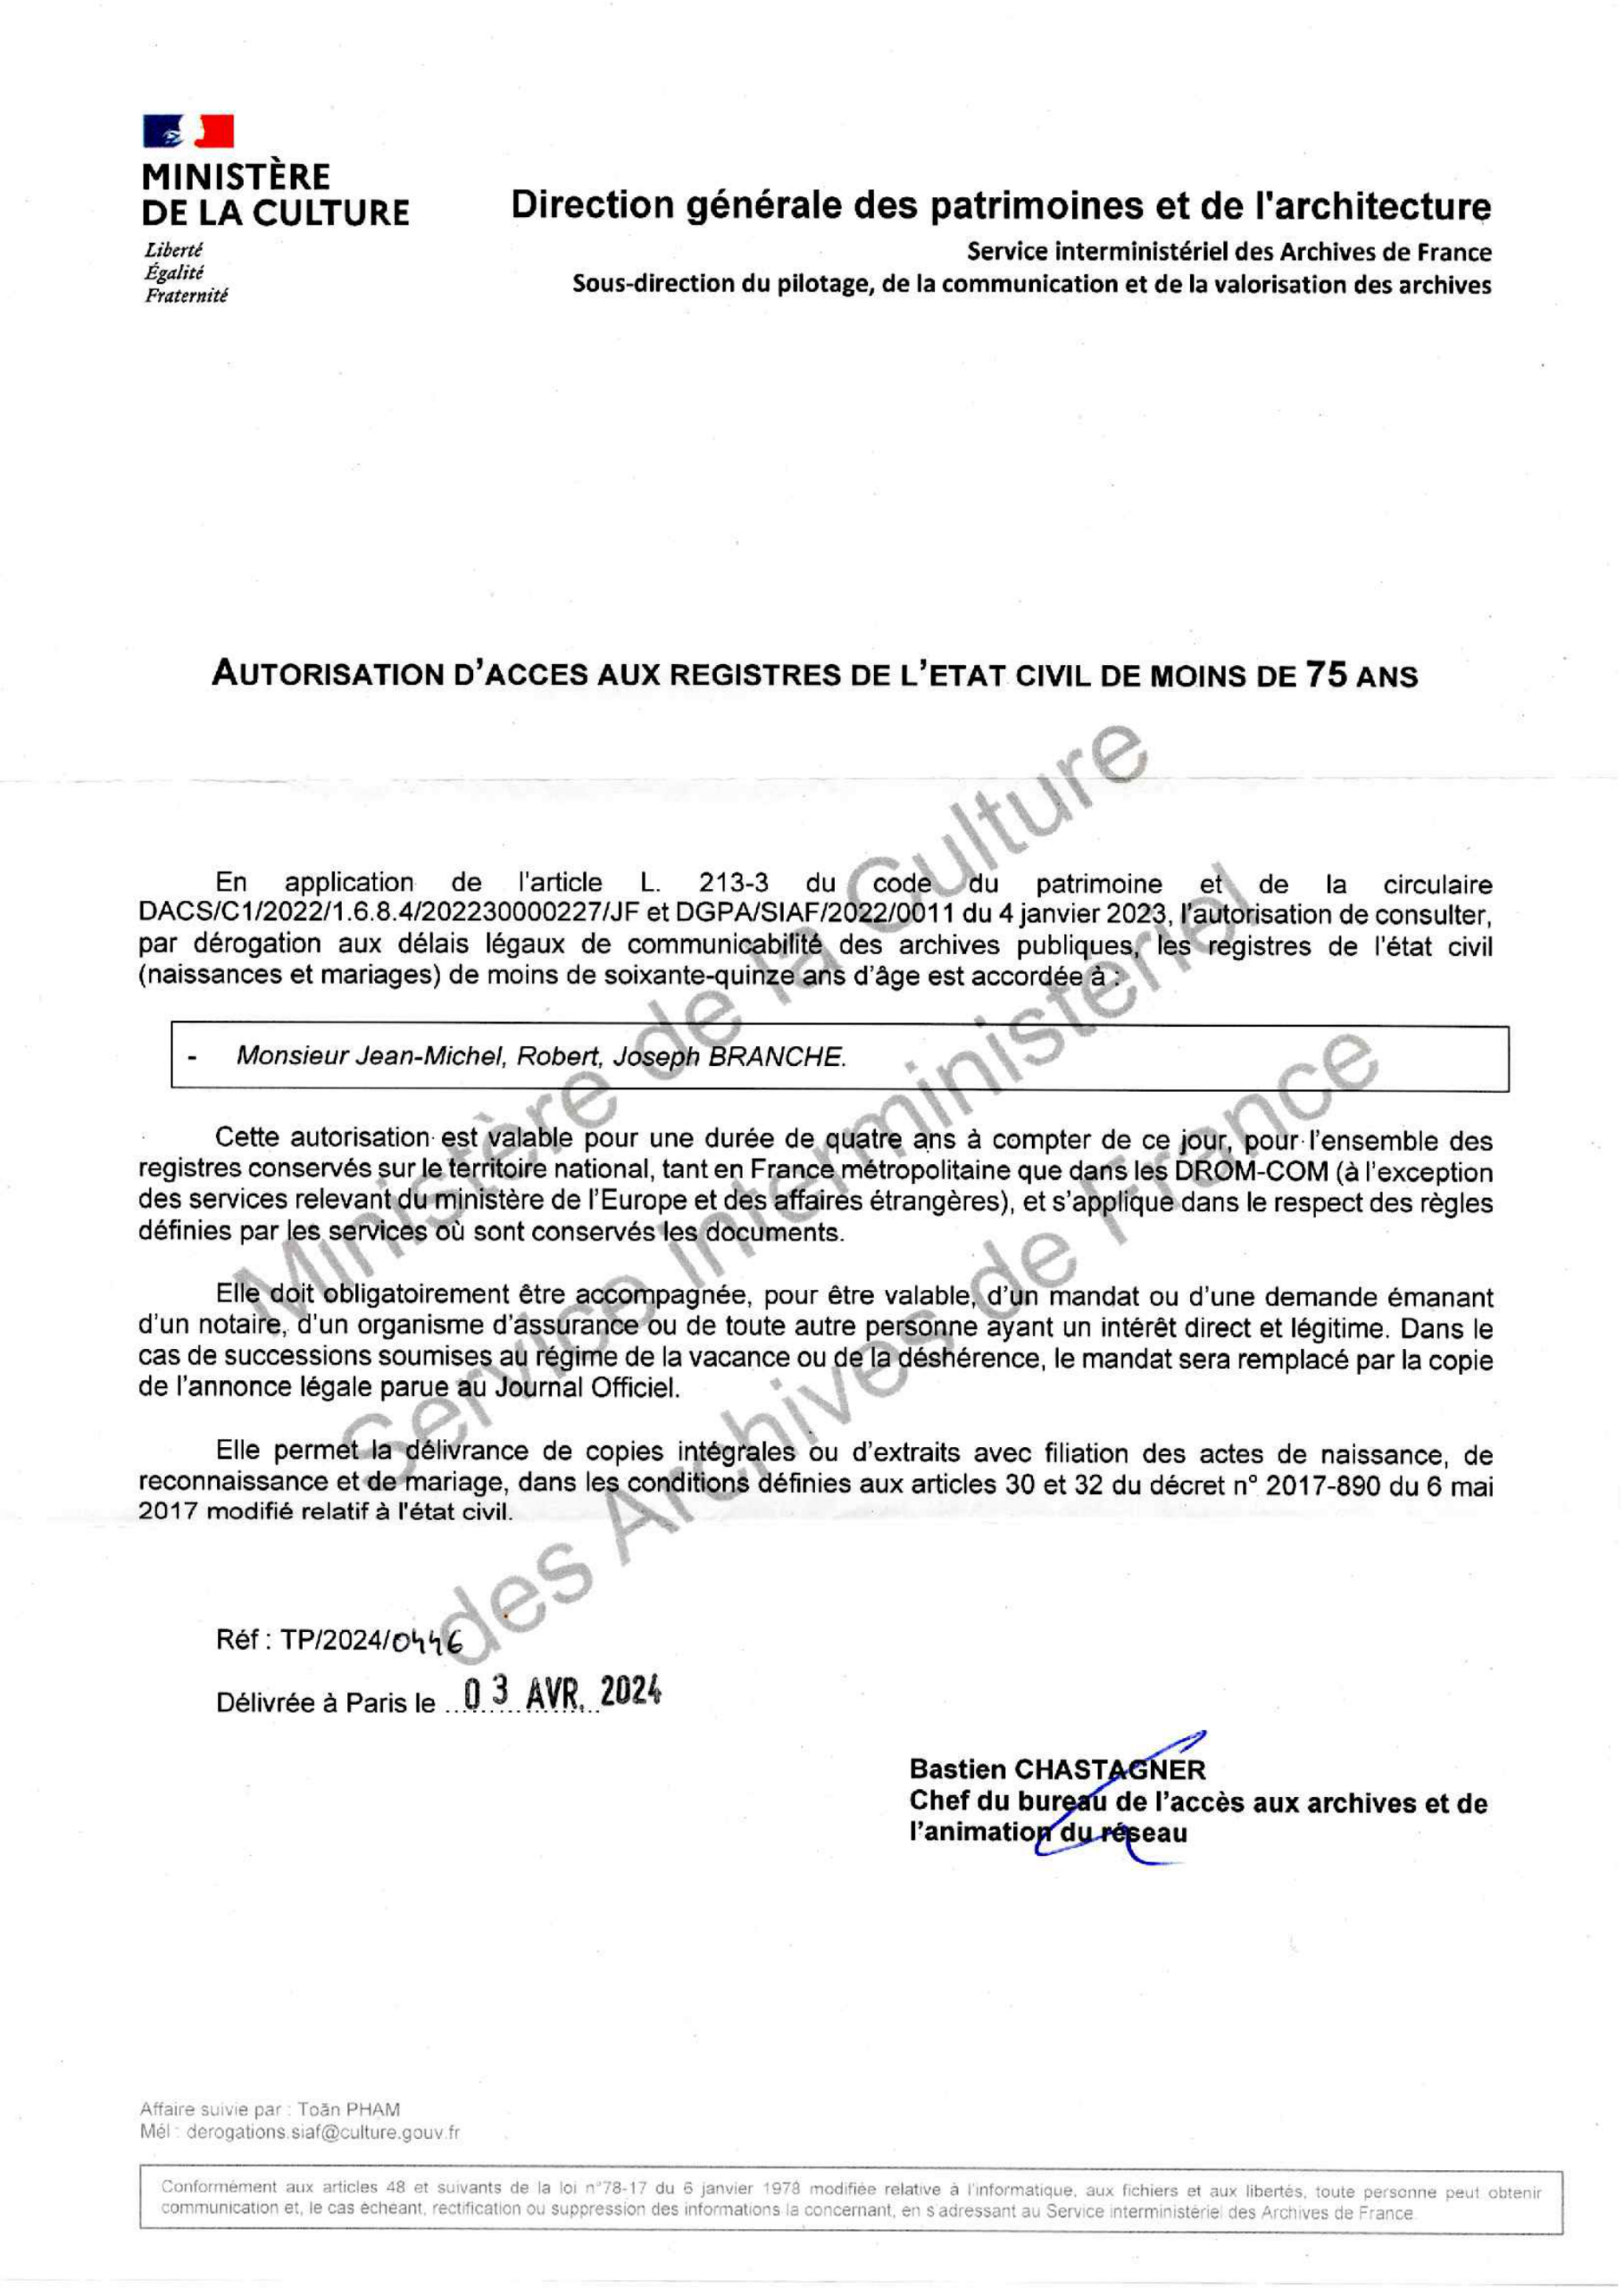 MINISTÈRE
DE LA CULTURE
Liberté
Égalité
Fraternité
Direction générale des patrimoines et de l'architecture
Service interministériel des Archives de France
Sous-direction du pilotage, de la communication et de la valorisation des archives
AUTORISATION D'ACCES AUX REGISTRES DE L'ETAT CIVIL DE MOINS DE 75 ANS
En application de l'article L. 213-3 du code du patrimoine et de la circulaire
DACS/C1/2022/1.6.8.4/202230000227/JF et DGPA/SIAF/2022/0011 du 4 janvier 2023, l'autorisation de consulter,
par dérogation aux délais légaux de communicabilité des archives publiques, les registres de l'état civil
(naissances et mariages) de moins de soixante-quinze ans d'âge est accordée à :
- Monsieur Jean-Michel, Robert, Joseph BRANCHE.
Cette autorisation est valable pour une durée de quatre ans à compter de ce jour, pour l'ensemble des
registres conservés sur le territoire national, tant en France métropolitaine que dans les DROM-COM (à l'exception
des services relevant du ministère de l'Europe et des affaires étrangères), et s'applique dans le respect des règles
définies par les services où sont conservés les documents.
Elle doit obligatoirement être accompagnée, pour être valable, d'un mandat ou d'une demande émanant
d'un notaire, d'un organisme d'assurance ou de toute autre personne ayant un intérêt direct et légitime. Dans le
cas de successions soumises au régime de la vacance ou de la déshérence, le mandat sera remplacé par la copie
de l'annonce légale parue au Journal Officiel.
Elle permet la délivrance de copies intégrales ou d'extraits avec filiation des actes de naissance, de
reconnaissance et de mariage, dans les conditions définies aux articles 30 et 32 du décret n° 2017-890 du 6 mai
2017 modifié relatif à l'état civil.
Ministère de la Culture
Service interministériel
des Archives de France
Réf : TP/2024/0446
Délivrée à Paris le 03 AVR. 2024
Bastien CHASTAGNER
Chef du bureau de l'accès aux archives et de
l'animation du réseau
Affaire suivie par : Toãn PHAM
Mél : derogations.siaf@culture.gouv.fr
Conformément aux articles 48 et suivants de la loi n°78-17 du 6 janvier 1978 modifiée relative à l'informatique, aux fichiers et aux libertés, toute personne peut obtenir
communication et, le cas échéant, rectification ou suppression des informations la concernant, en s'adressant au Service interministériel des Archives de France.